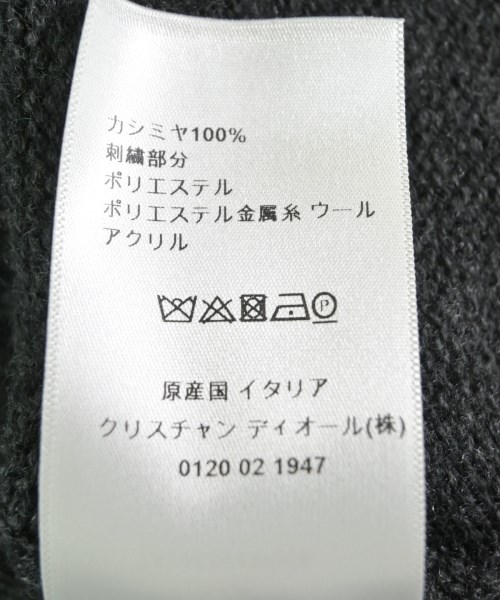 カシミヤ100%
刺繍部分
ポリエステル
ポリエステル金属糸 ウール
アクリル
P
原産国 イタリア
クリスチャン ディオール(株)
0120 02 1947